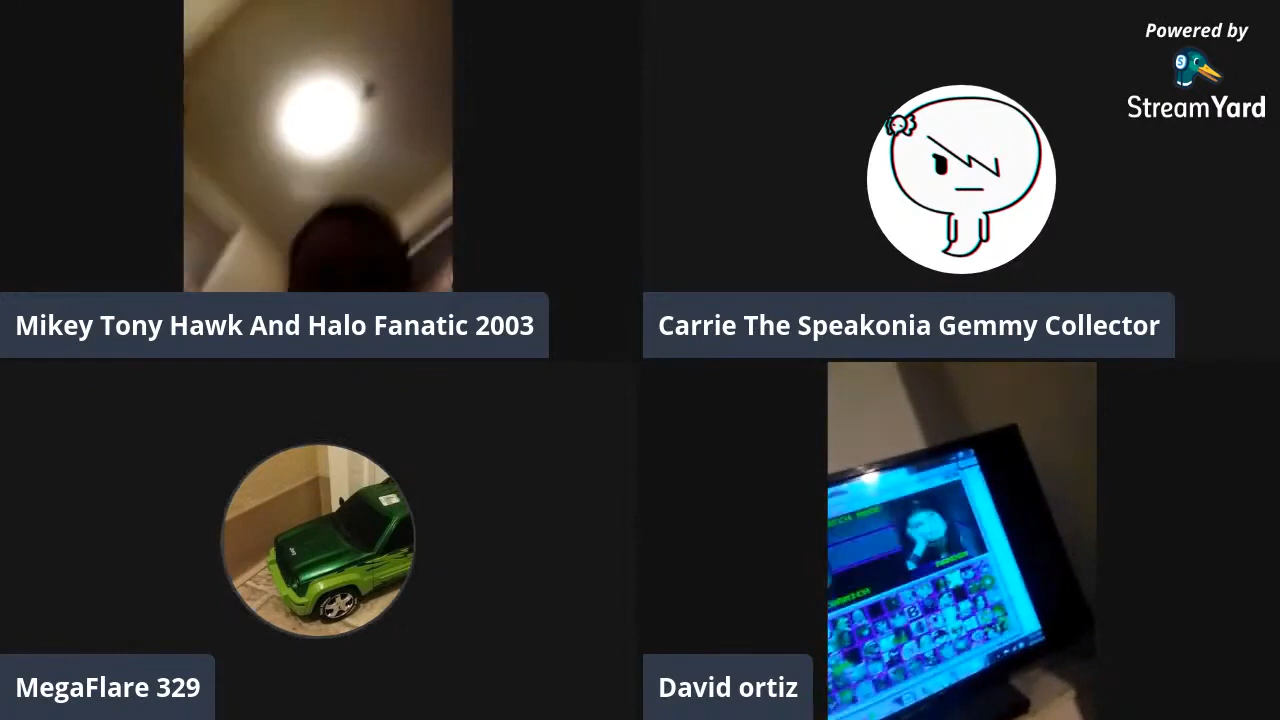 Powered by
StreamYard
Mikey Tony Hawk And Halo Fanatic 2003
Carrie The Speakonia Gemmy Collector
MegaFlare 329
David ortiz